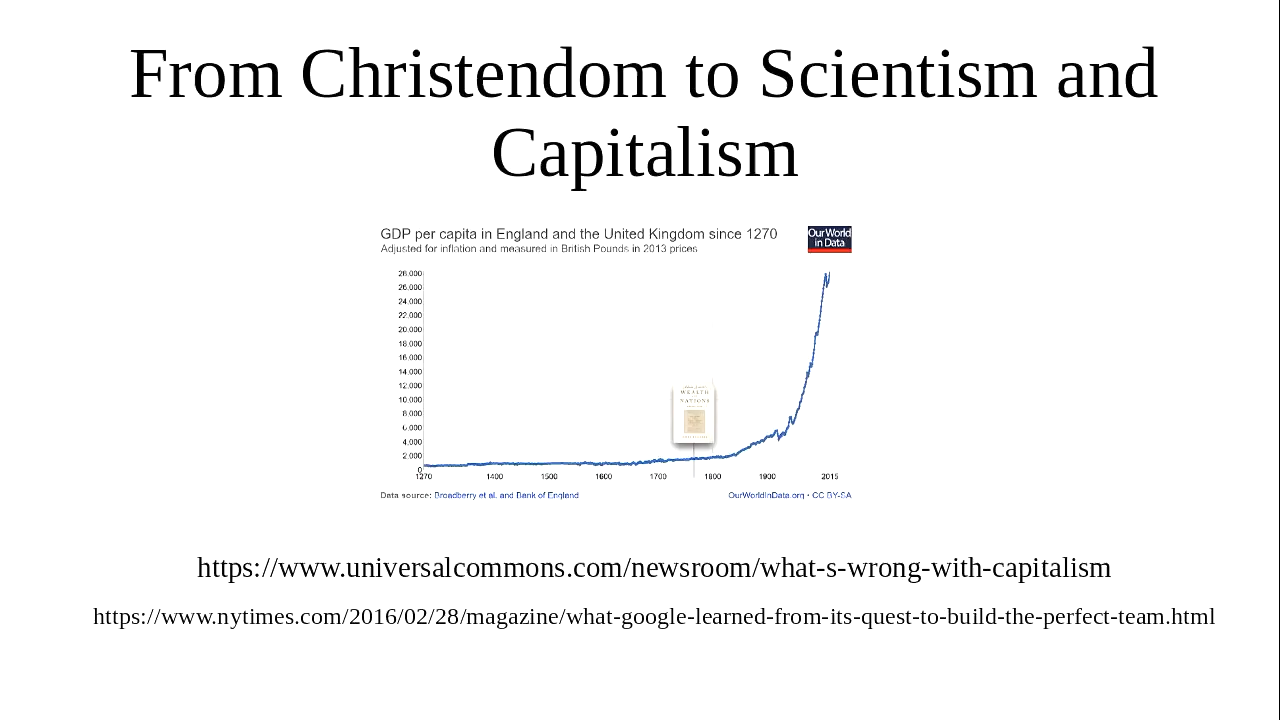 From Christendom to Scientism and
Capitalism
GDP per capita in England and the United Kingdom since 1270
Adjusted for inflation and measured in British Pounds in 2013 prices
Our World
in Data
28,000
26,000
24,000
22,000
20,000
18,000
16,000
14,000
12,000
10,000
8,000
6,000
4,000
2,000
0
WEALTH
NATIONS
1270 1400 1500 1600 1700 1800 1900 2015
Data source: Broadberry et al. and Bank of England
OurWorldInData.org • CC BY-SA
https://www.universalcommons.com/newsroom/what-s-wrong-with-capitalism
https://www.nytimes.com/2016/02/28/magazine/what-google-learned-from-its-quest-to-build-the-perfect-team.html